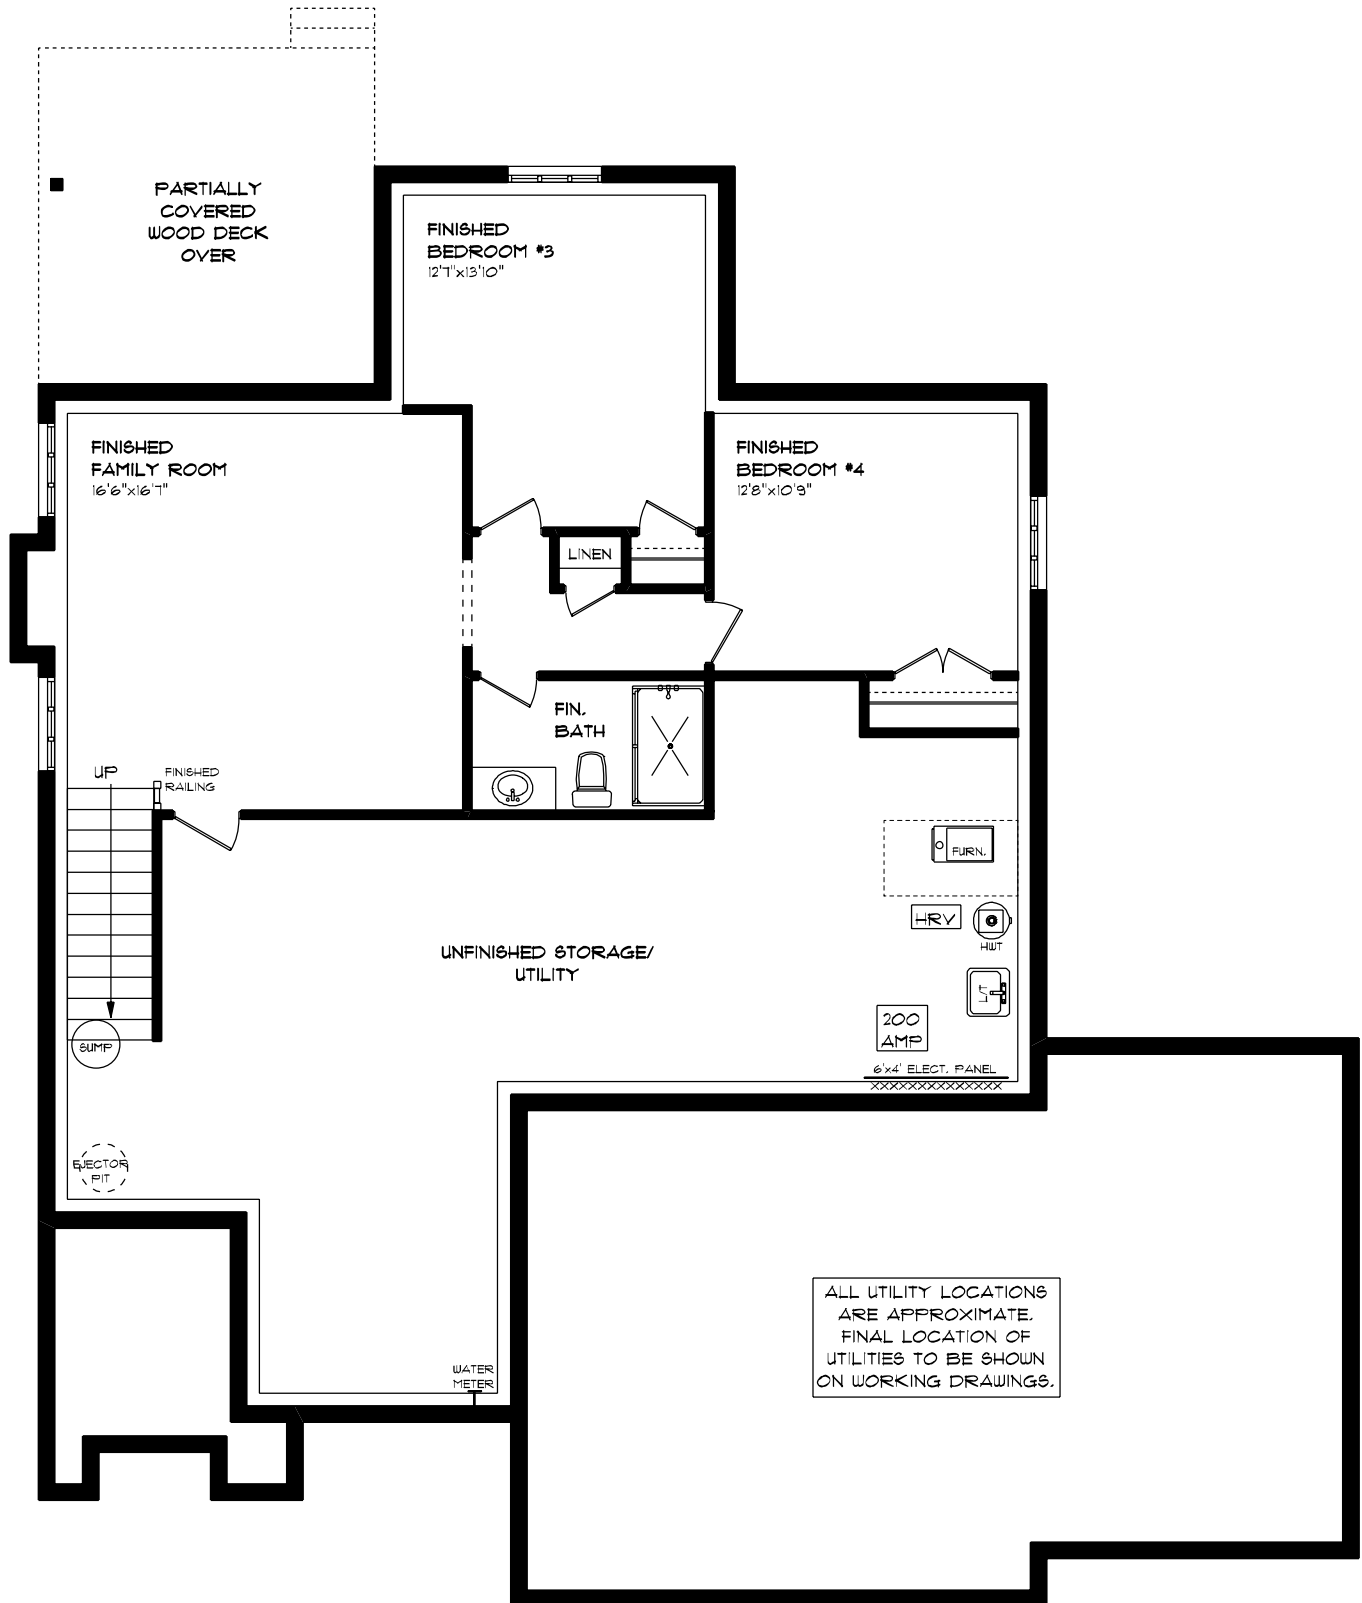 PARTIALLY
COVERED
WOOD DECK
OVER
FINISHED
BEDROOM #3
12'7"x13'10"
FINISHED
FAMILY ROOM
16'6"x16'7"
FINISHED
BEDROOM #4
12'8"x10'9"
LINEN
FIN.
BATH
UP
FINISHED
RAILING
FURN.
HRV
HWT
UNFINISHED STORAGE/
UTILITY
L/T
200
AMP
SUMP
6'x4' ELECT. PANEL
EJECTOR
PIT
ALL UTILITY LOCATIONS
ARE APPROXIMATE.
FINAL LOCATION OF
UTILITIES TO BE SHOWN
ON WORKING DRAWINGS.
WATER
METER